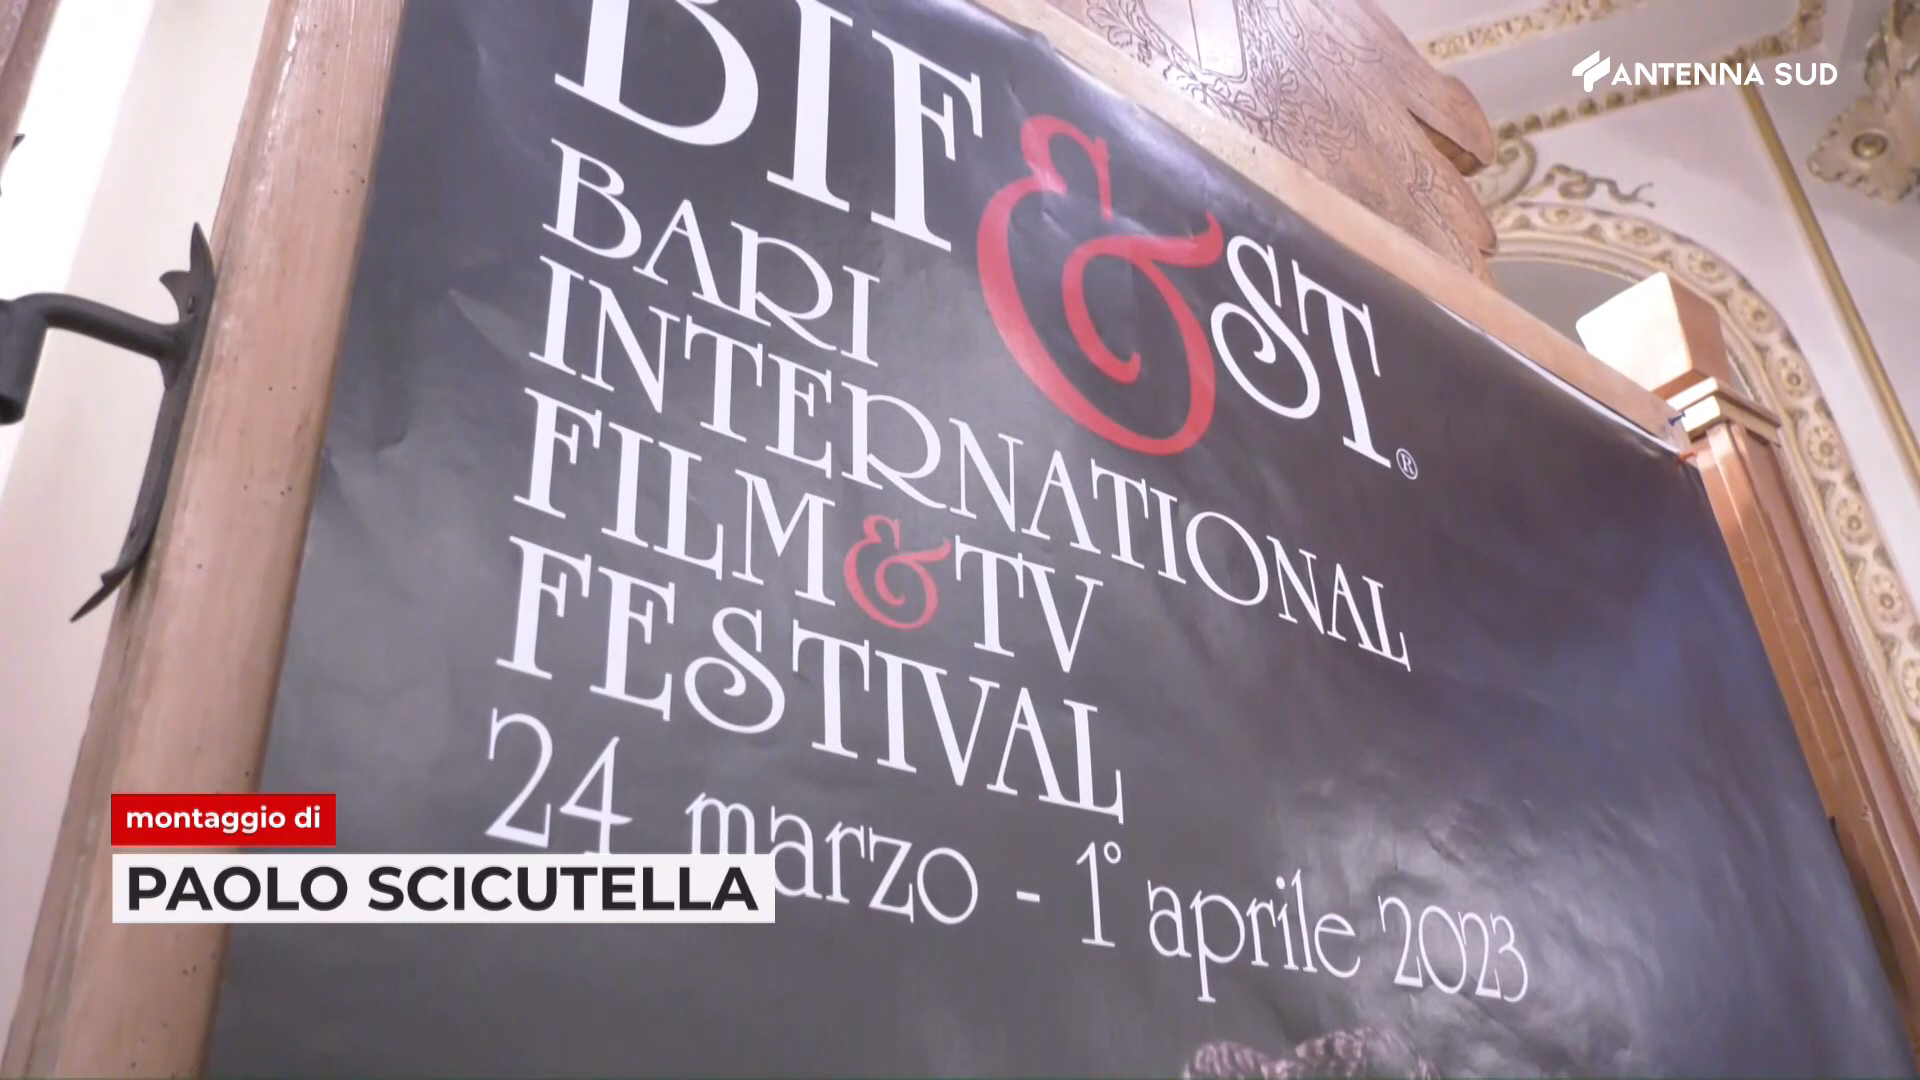 ANTENNA SUD
BIF&ST®
BARI
INTERNATIONAL
FILM&TV
FESTIVAL
24 marzo - 1° aprile 2023
montaggio di
PAOLO SCICUTELLA